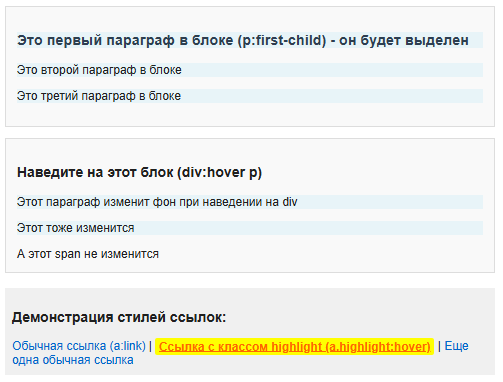 Это первый параграф в блоке (p:first-child) - он будет выделен
Это второй параграф в блоке
Это третий параграф в блоке
Наведите на этот блок (div:hover p)
Этот параграф изменит фон при наведении на div
Этот тоже изменится
А этот span не изменится
Демонстрация стилей ссылок:
Обычная ссылка (a:link) | Ссылка с классом highlight (a.highlight:hover) | Еще
одна обычная ссылка